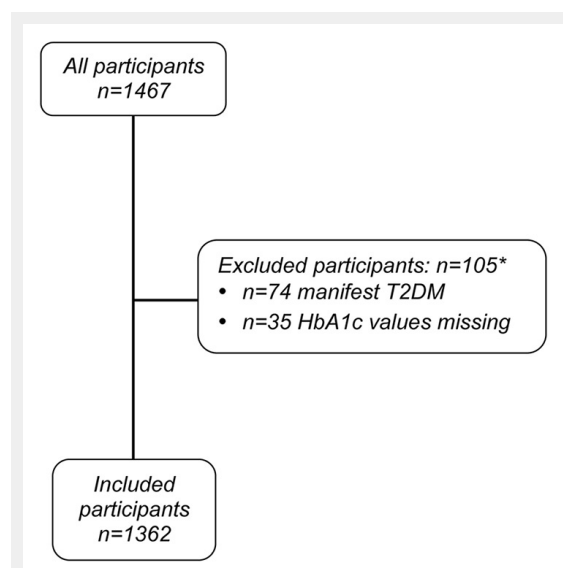 All participants
n=1467
Excluded participants: n=105*
• n=74 manifest T2DM
• n=35 HbA1c values missing
Included
participants
n=1362